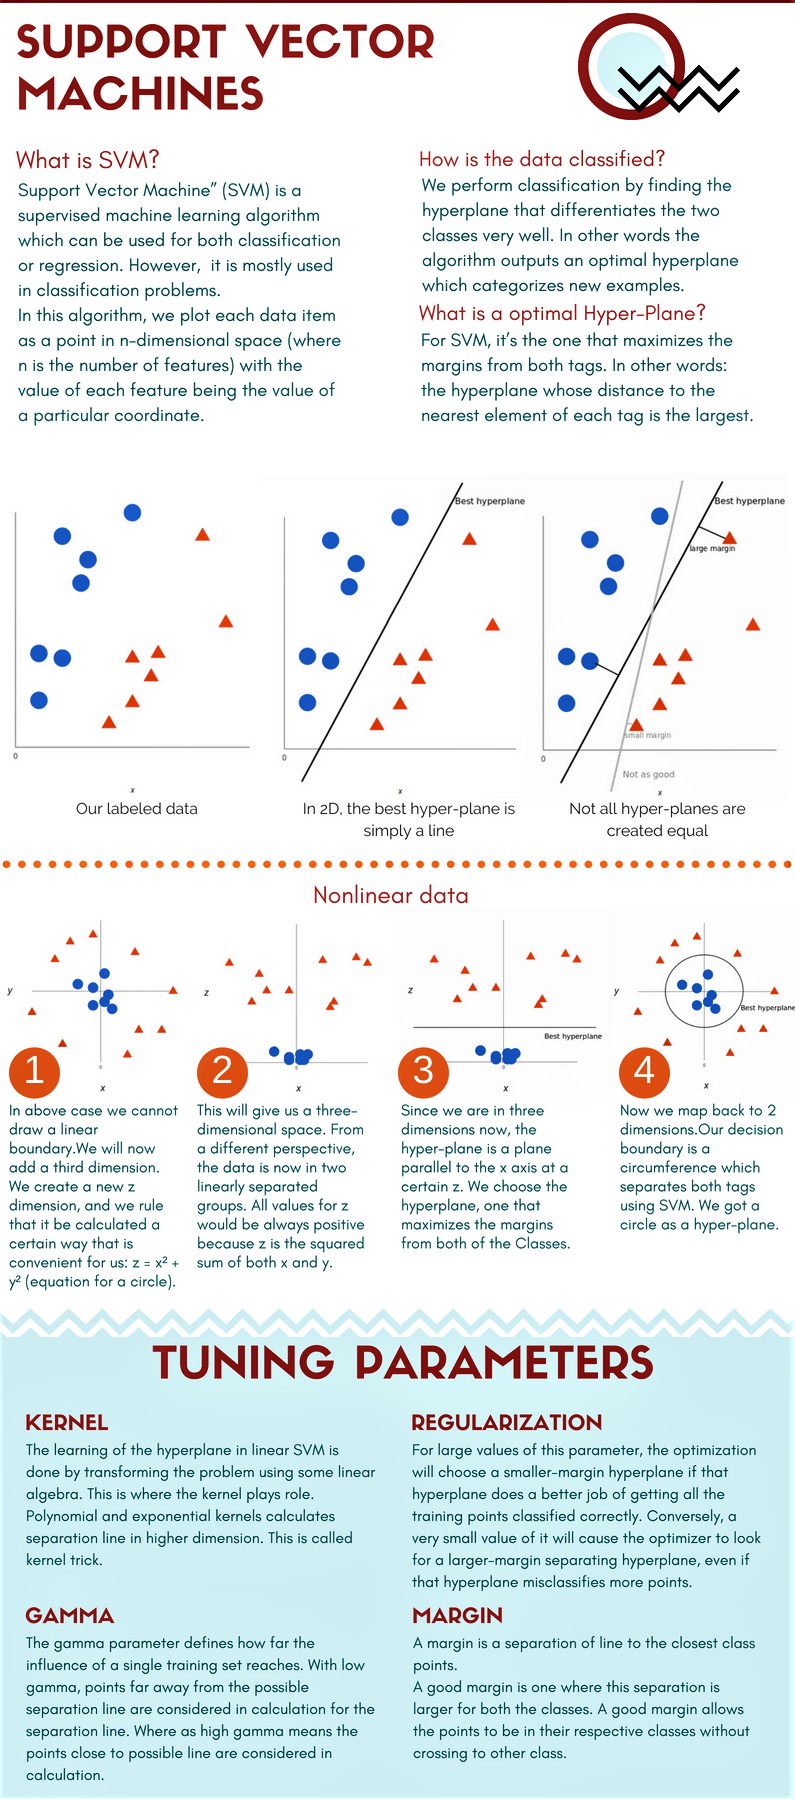 SUPPORT VECTOR
MACHINES
What is SVM?
Support Vector Machine” (SVM) is a
supervised machine learning algorithm
which can be used for both classification
or regression. However,  it is mostly used
in classification problems.
In this algorithm, we plot each data item
as a point in n-dimensional space (where
n is the number of features) with the
value of each feature being the value of
a particular coordinate.
How is the data classified?
We perform classification by finding the
hyperplane that differentiates the two
classes very well. In other words the
algorithm outputs an optimal hyperplane
which categorizes new examples.
What is a optimal Hyper-Plane?
For SVM, it’s the one that maximizes the
margins from both tags. In other words:
the hyperplane whose distance to the
nearest element of each tag is the largest.
0
x
Our labeled data
Best hyperplane
0
x
In 2D, the best hyper-plane is
simply a line
Best hyperplane
large margin
small margin
0
Not as good
x
Not all hyper-planes are
created equal
Nonlinear data
y
0
x
1
In above case we cannot
draw a linear
boundary.We will now
add a third dimension.
We create a new z
dimension, and we rule
that it be calculated a
certain way that is
convenient for us: z = x² +
y² (equation for a circle).
z
0
x
2
This will give us a three-
dimensional space. From
a different perspective,
the data is now in two
linearly separated
groups. All values for z
would be always positive
because z is the squared
sum of both x and y.
z
Best hyperplane
0
x
3
Since we are in three
dimensions now, the
hyper-plane is a plane
parallel to the x axis at a
certain z. We choose the
hyperplane, one that
maximizes the margins
from both of the Classes.
y
Best hyperplane
0
x
4
Now we map back to 2
dimensions.Our decision
boundary is a
circumference which
separates both tags
using SVM. We got a
circle as a hyper-plane.
TUNING PARAMETERS
KERNEL
The learning of the hyperplane in linear SVM is
done by transforming the problem using some linear
algebra. This is where the kernel plays role.
Polynomial and exponential kernels calculates
separation line in higher dimension. This is called
kernel trick.
REGULARIZATION
For large values of this parameter, the optimization
will choose a smaller-margin hyperplane if that
hyperplane does a better job of getting all the
training points classified correctly. Conversely, a
very small value of it will cause the optimizer to look
for a larger-margin separating hyperplane, even if
that hyperplane misclassifies more points.
GAMMA
The gamma parameter defines how far the
influence of a single training set reaches. With low
gamma, points far away from the possible
separation line are considered in calculation for the
separation line. Where as high gamma means the
points close to possible line are considered in
calculation.
MARGIN
A margin is a separation of line to the closest class
points.
A good margin is one where this separation is
larger for both the classes. A good margin allows
the points to be in their respective classes without
crossing to other class.